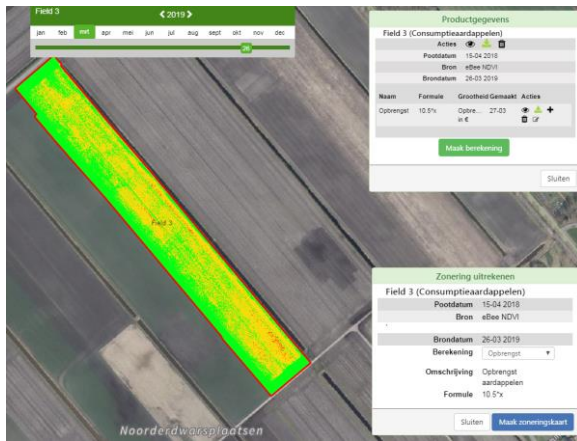 Field 3
2019
jan feb mrt apr mei jun jul aug sept okt nov dec
26
Field 3
Noorderdwarsplaatsen
Productgegevens
Field 3 (Consumptieaardappelen)
Acties
Pootdatum 15-04 2018
Bron eBee NDVI
Brondatum 26-03 2019
Naam Formule Grootheid Gemaakt Acties
Opbrengst 10.5*x Opbre... 27-03
in €
Maak berekening
Sluiten
Zonering uitrekenen
Field 3 (Consumptieaardappelen)
Pootdatum 15-04 2018
Bron eBee NDVI
Brondatum 26-03 2019
Berekening Opbrengst
Omschrijving Opbrengst
aardappelen
Formule 10.5*x
Sluiten Maak zoneringskaart